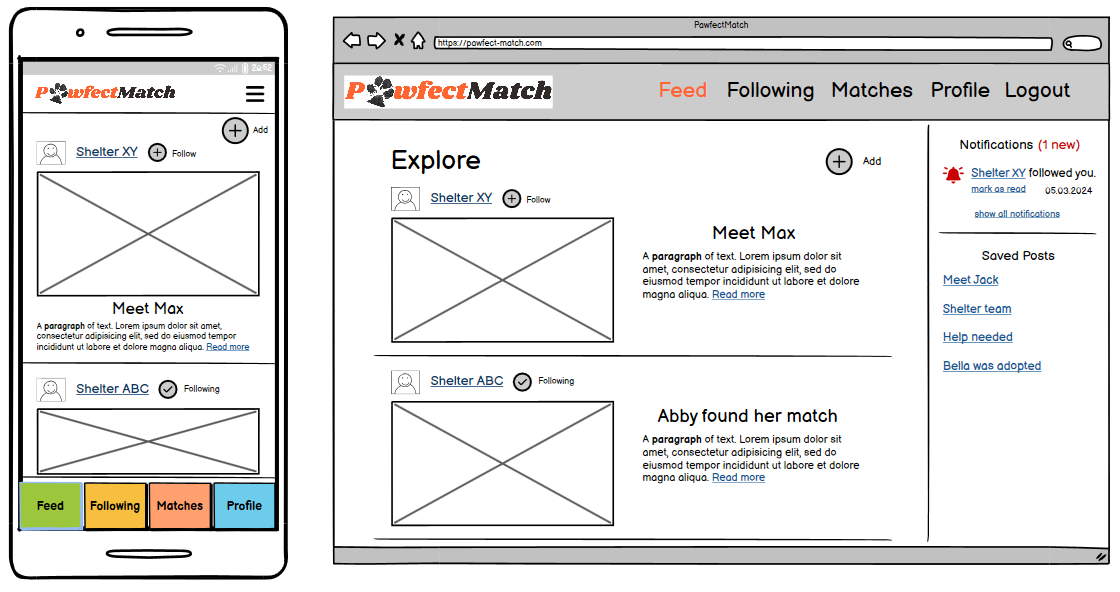 20:52
PawfectMatch
Add
Shelter XY Follow
Meet Max
A paragraph of text. Lorem ipsum dolor sit amet,
consectetur adipisicing elit, sed do eiusmod tempor
incididunt ut labore et dolore magna aliqua. Read more
Shelter ABC Following
Feed Following Matches Profile
PawfectMatch
https://pawfect-match.com
PawfectMatch
Feed Following Matches Profile Logout
Explore
Add
Shelter XY Follow
Meet Max
A paragraph of text. Lorem ipsum dolor sit
amet, consectetur adipisicing elit, sed do
eiusmod tempor incididunt ut labore et dolore
magna aliqua. Read more
Shelter ABC Following
Abby found her match
A paragraph of text. Lorem ipsum dolor sit
amet, consectetur adipisicing elit, sed do
eiusmod tempor incididunt ut labore et dolore
magna aliqua. Read more
Notifications (1 new)
Shelter XY followed you.
mark as read 05.03.2024
show all notifications
Saved Posts
Meet Jack
Shelter team
Help needed
Bella was adopted